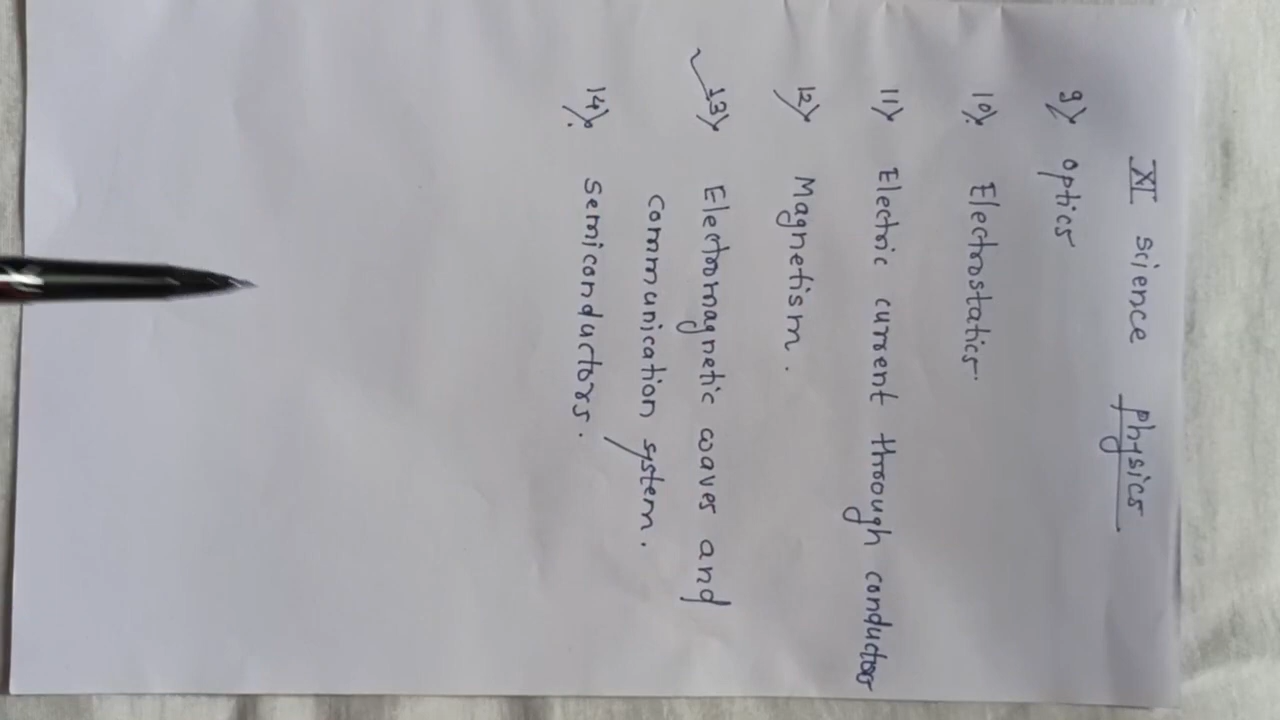 XI science physics
9) optics
10). Electrostatics.
11) Electric current through conductors
12) Magnetism.
13) Electromagnetic waves and
communication system.
14). semiconductors.